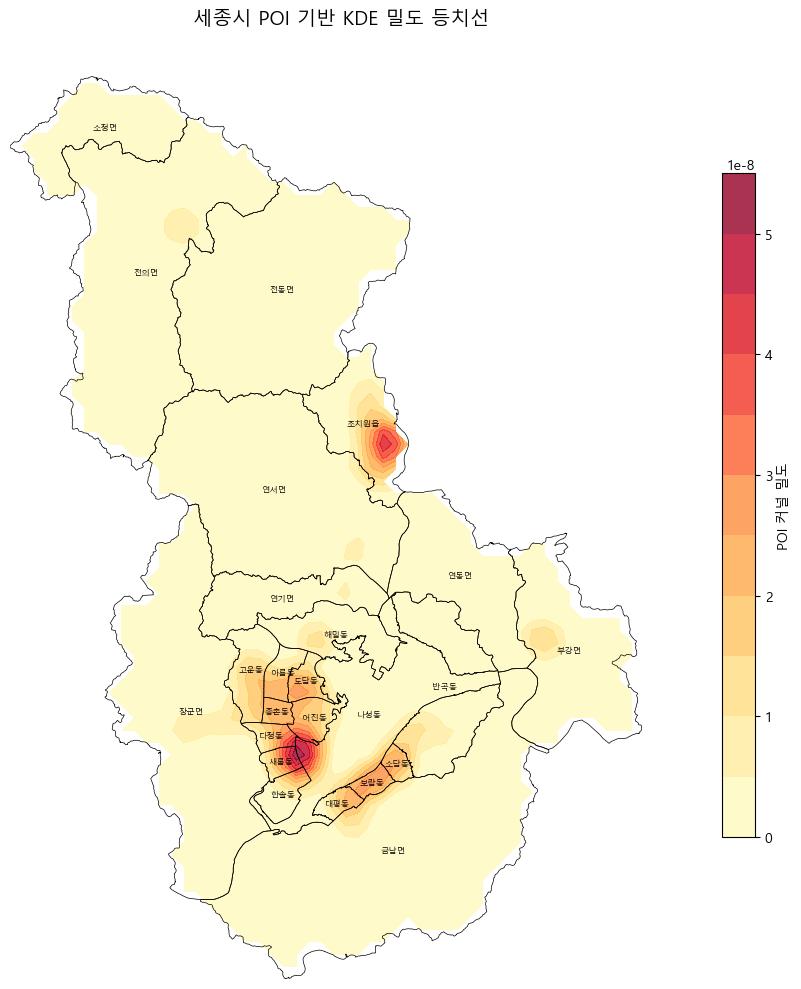 세종시 POI 기반 KDE 밀도 등치선
1e-8
5
4
3
2
1
0
POI 커널 밀도
소정면
전의면
전동면
조치원읍
연서면
연동면
연기면
해밀동
부강면
고운동
아름동
도담동
반곡동
장군면
종촌동
어진동
나성동
다정동
새롬동
소담동
보람동
한솔동
대평동
금남면